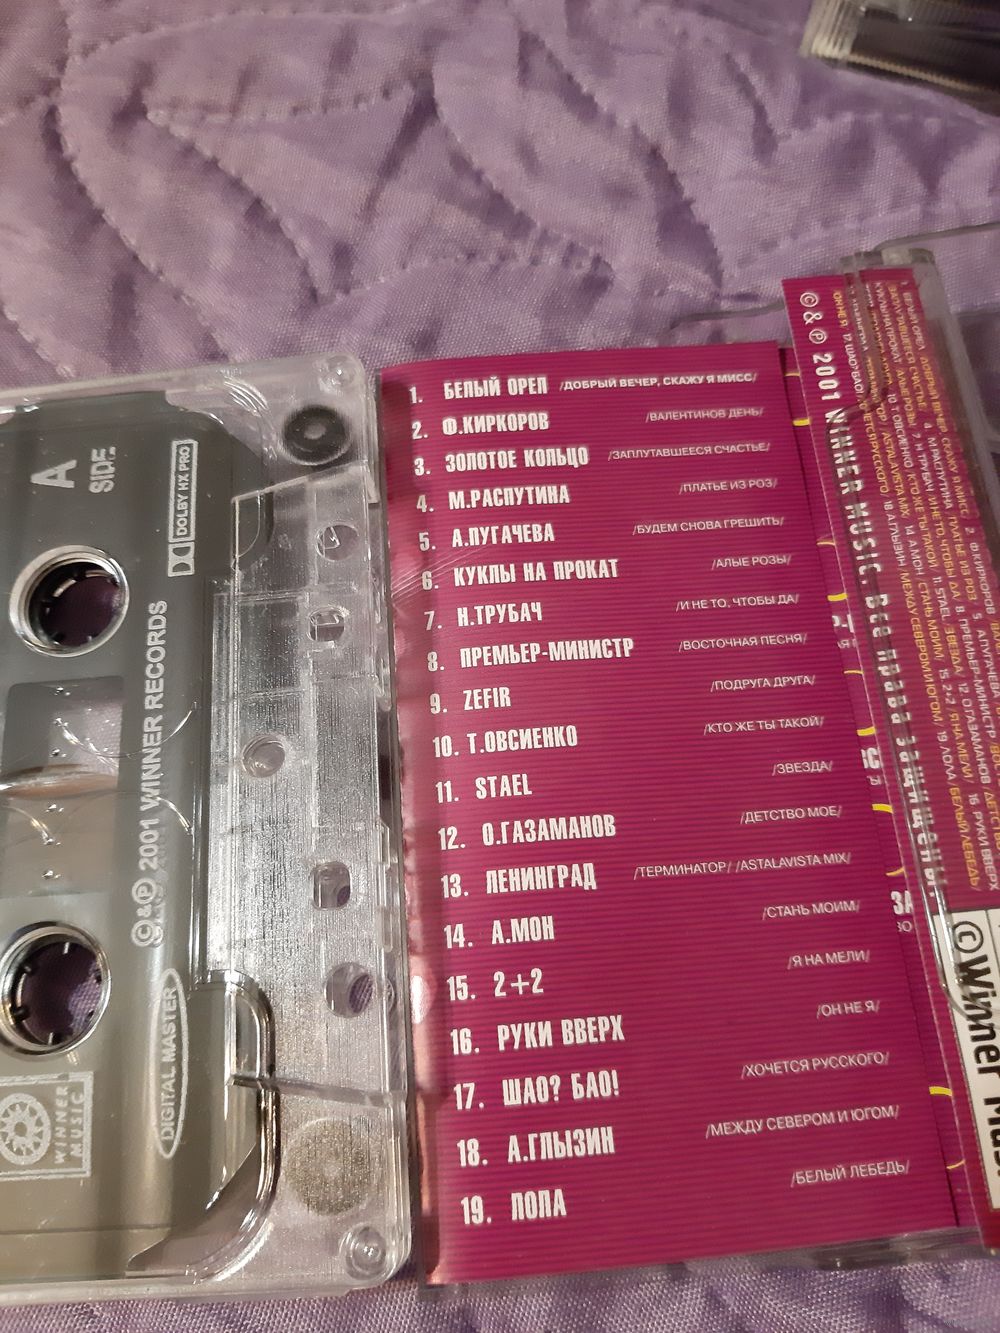 A
SIDE
DOLBY HX PRO
©&℗ 2001 WINNER RECORDS
DIGITAL MASTER
WINNER
MUSIC
1. БЕЛЫЙ ОРЕЛ /ДОБРЫЙ ВЕЧЕР, СКАЖУ Я МИСС/
2. Ф.КИРКОРОВ /ВАЛЕНТИНОВ ДЕНЬ/
3. ЗОЛОТОЕ КОЛЬЦО /ЗАПЛУТАВШЕЕСЯ СЧАСТЬЕ/
4. М.РАСПУТИНА /ПЛАТЬЕ ИЗ РОЗ/
5. А.ПУГАЧЕВА /БУДЕМ СНОВА ГРЕШИТЬ/
6. КУКЛЫ НА ПРОКАТ /АЛЫЕ РОЗЫ/
7. Н.ТРУБАЧ /И НЕ ТО, ЧТОБЫ ДА/
8. ПРЕМЬЕР-МИНИСТР /ВОСТОЧНАЯ ПЕСНЯ/
9. ZEFIR /ПОДРУГА ДРУГА/
10. Т.ОВСИЕНКО /КТО ЖЕ ТЫ ТАКОЙ/
11. STAEL /ЗВЕЗДА/
12. О.ГАЗАМАНОВ /ДЕТСТВО МОЕ/
13. ЛЕНИНГРАД /ТЕРМИНАТОР/ /ASTALAVISTA MIX/
14. А.МОН /СТАНЬ МОИМ/
15. 2+2 /Я НА МЕЛИ/
16. РУКИ ВВЕРХ /ОН НЕ Я/
17. ШАО? БАО! /ХОЧЕТСЯ РУССКОГО/
18. А.ГЛЫЗИН /МЕЖДУ СЕВЕРОМ И ЮГОМ/
19. ЛОЛА /БЕЛЫЙ ЛЕБЕДЬ/
©&℗ 2001 WINNER MUSIC. Все права защищены.
©Winner